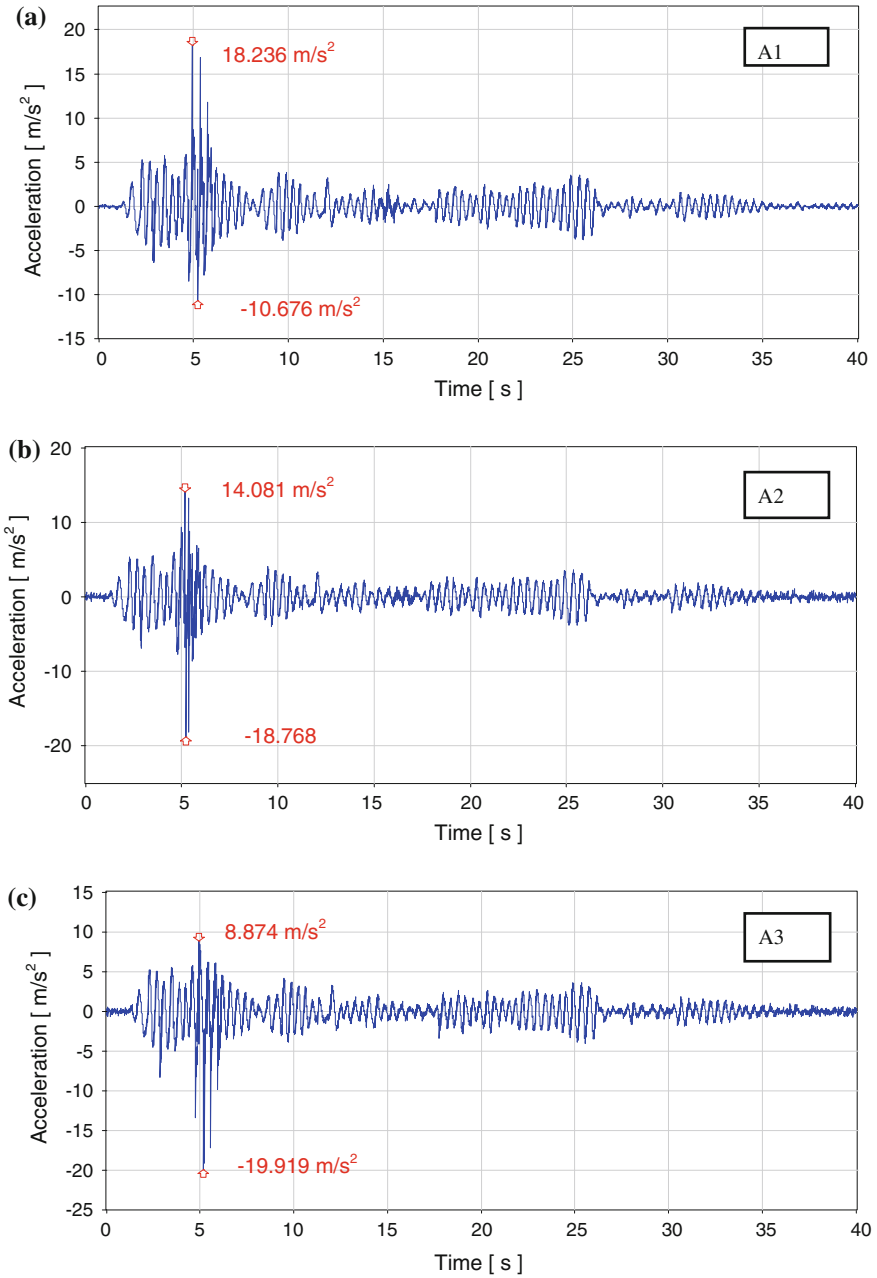 (a)
20
15
10
5
0
-5
-10
-15
Acceleration [ m/s² ]
18.236 m/s²
A1
-10.676 m/s²
0 5 10 15 20 25 30 35 40
Time [ s ]
(b)
20
10
0
-10
-20
Acceleration [ m/s² ]
14.081 m/s²
A2
-18.768
0 5 10 15 20 25 30 35 40
Time [ s ]
(c)
15
10
5
0
-5
-10
-15
-20
-25
Acceleration [ m/s² ]
8.874 m/s²
A3
-19.919 m/s²
0 5 10 15 20 25 30 35 40
Time [ s ]